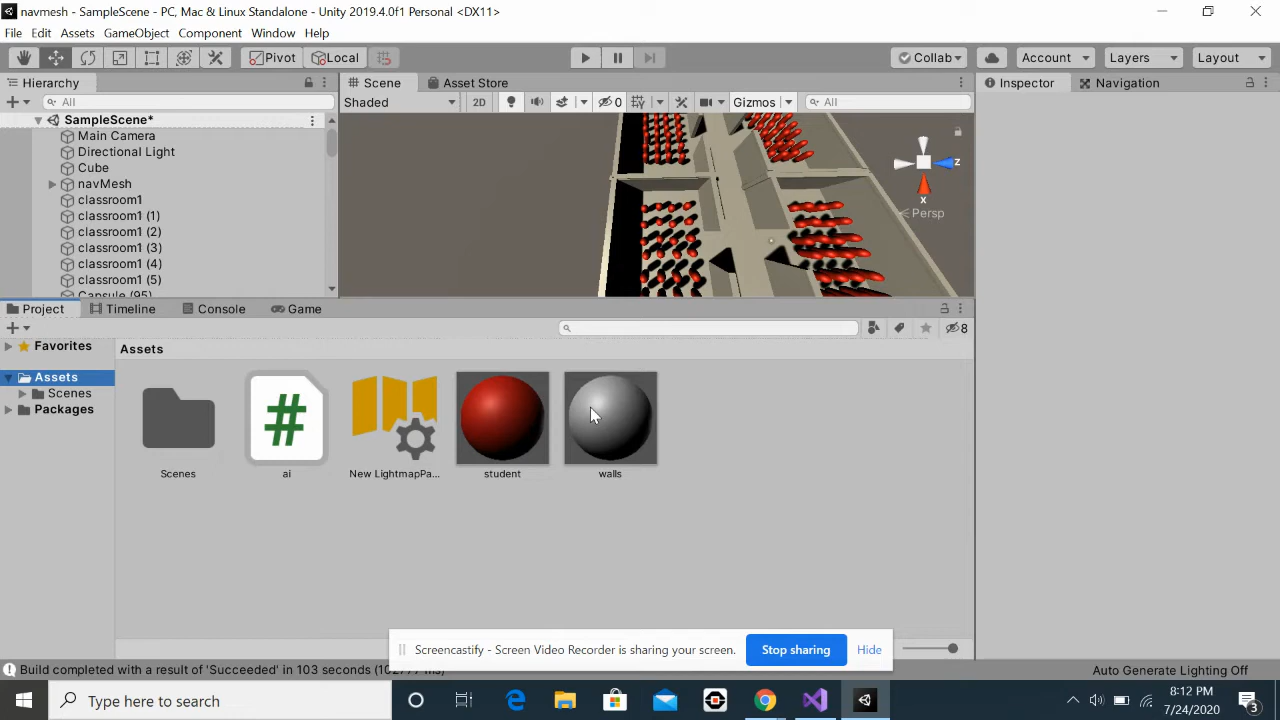 navmesh - SampleScene - PC, Mac & Linux Standalone - Unity 2019.4.0f1 Personal <DX11>
File Edit Assets GameObject Component Window Help
Pivot Local Collab Account Layers Layout
Hierarchy Scene Asset Store Inspector Navigation
All Shaded 2D 0 Gizmos All
SampleScene*
Main Camera
Directional Light
Cube
navMesh
classroom1
classroom1 (1)
classroom1 (2)
classroom1 (3)
classroom1 (4)
classroom1 (5)
Capsule (95)
z
x
Persp
Project Timeline Console Game
8
Favorites
Assets
Scenes
Packages
Assets
Scenes ai New LightmapPa... student walls
Screencastify - Screen Video Recorder is sharing your screen. Stop sharing Hide
Build completed with a result of 'Succeeded' in 103 seconds (102777 ms)
Auto Generate Lighting Off
Type here to search
8:12 PM
7/24/2020
3